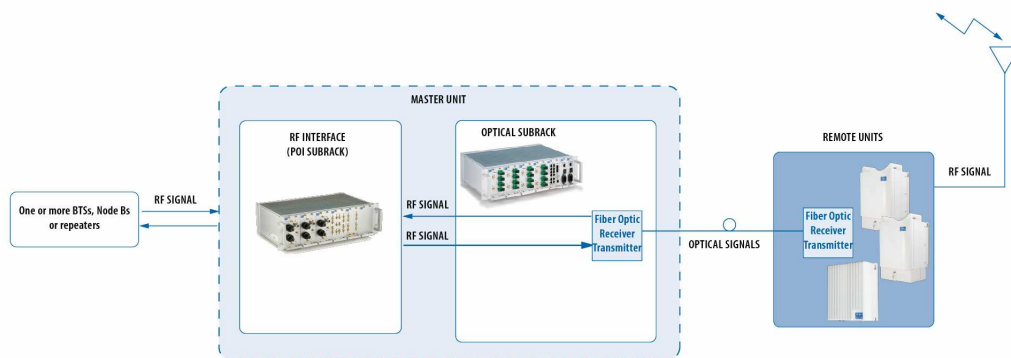 MASTER UNIT
RF INTERFACE
(POI SUBRACK)
OPTICAL SUBRACK
REMOTE UNITS
One or more BTSs, Node Bs
or repeaters
RF SIGNAL
RF SIGNAL
RF SIGNAL
Fiber Optic
Receiver
Transmitter
OPTICAL SIGNALS
Fiber Optic
Receiver
Transmitter
RF SIGNAL